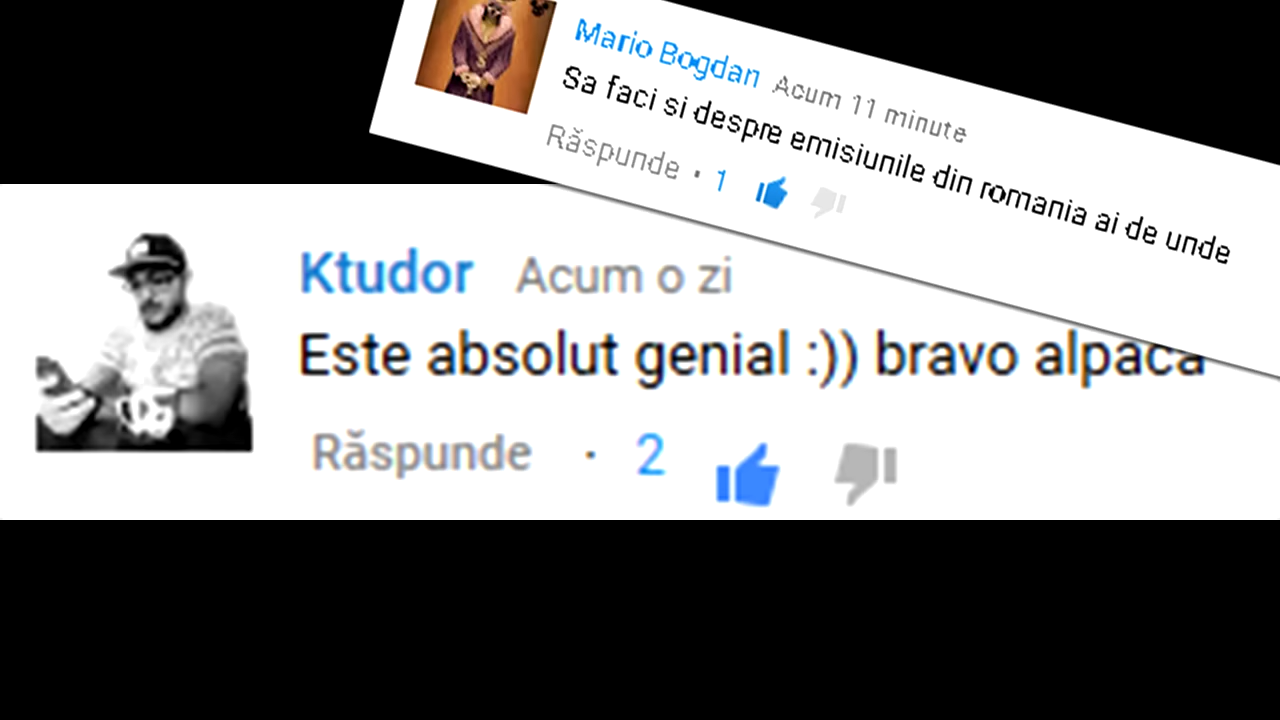 Mario Bogdan Acum 11 minute
Sa faci si despre emisiunile din romania ai de unde
Răspunde · 1
Ktudor Acum o zi
Este absolut genial :)) bravo alpaca
Răspunde · 2